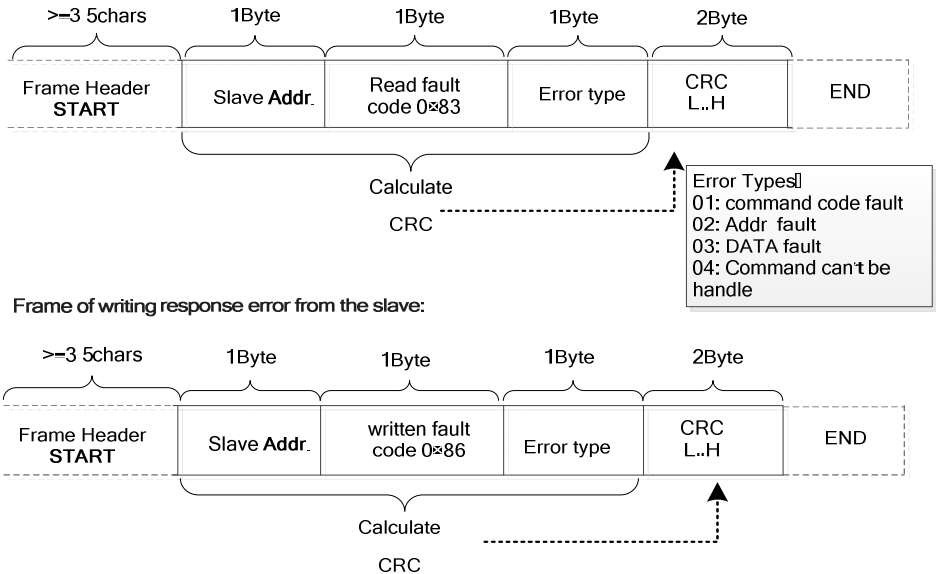 >=3 5chars 1Byte 1Byte 1Byte 2Byte
Frame Header
START
Slave Addr.
Read fault
code 0x83
Error type
CRC
L..H
END
Calculate
CRC
Error Types
01: command code fault
02: Addr fault
03: DATA fault
04: Command can't be
handle
Frame of writing response error from the slave:
>=3 5chars 1Byte 1Byte 1Byte 2Byte
Frame Header
START
Slave Addr.
written fault
code 0x86
Error type
CRC
L..H
END
Calculate
CRC